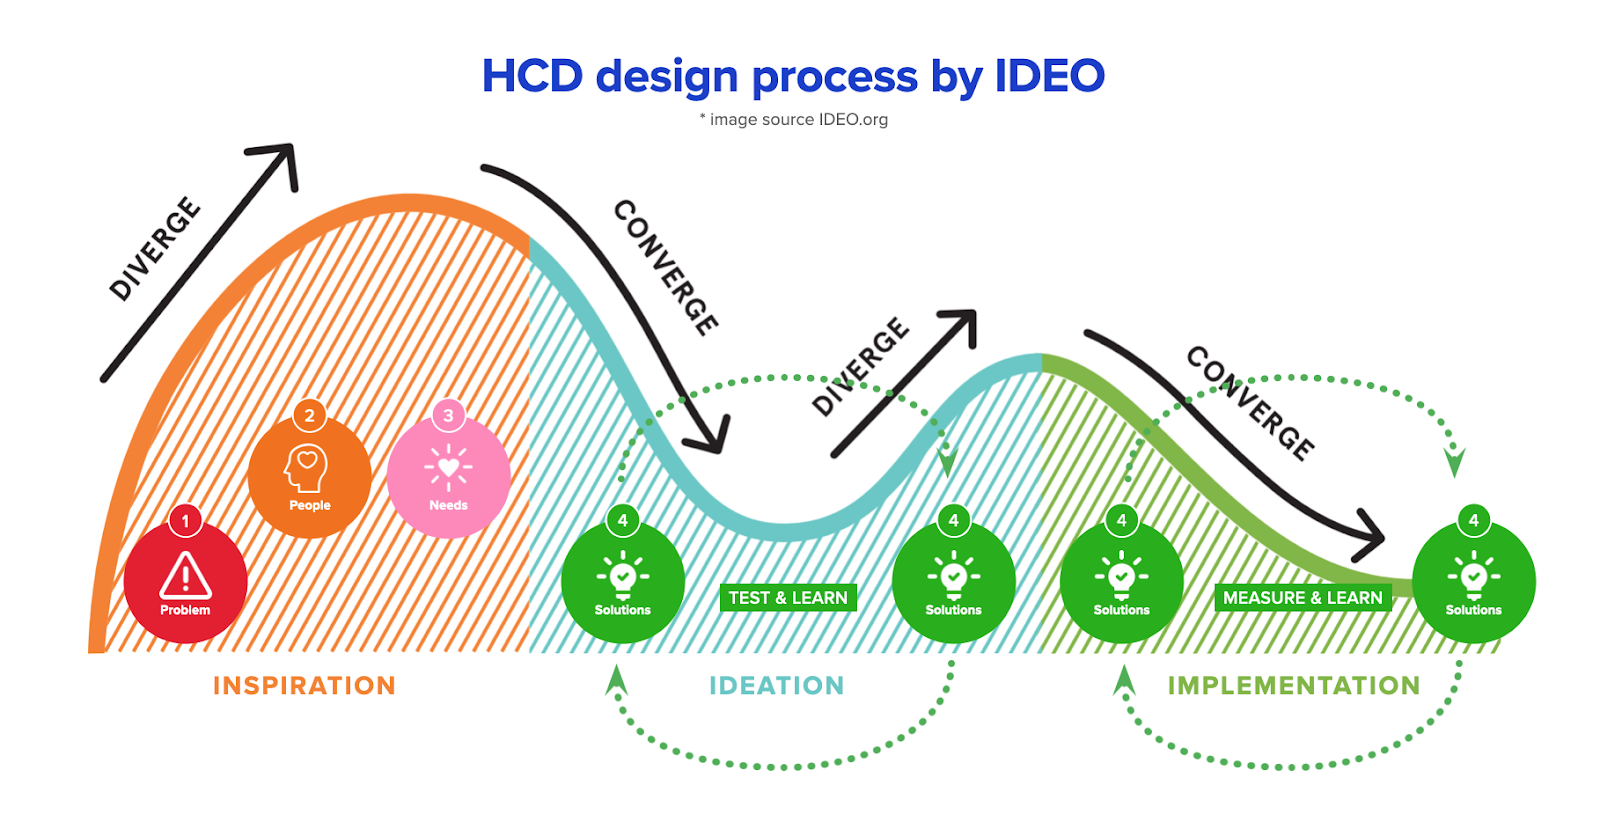 HCD design process by IDEO
* image source IDEO.org
DIVERGE
CONVERGE
DIVERGE
CONVERGE
1
Problem
2
People
3
Needs
4
Solutions
TEST & LEARN
4
Solutions
4
Solutions
MEASURE & LEARN
4
Solutions
INSPIRATION
IDEATION
IMPLEMENTATION